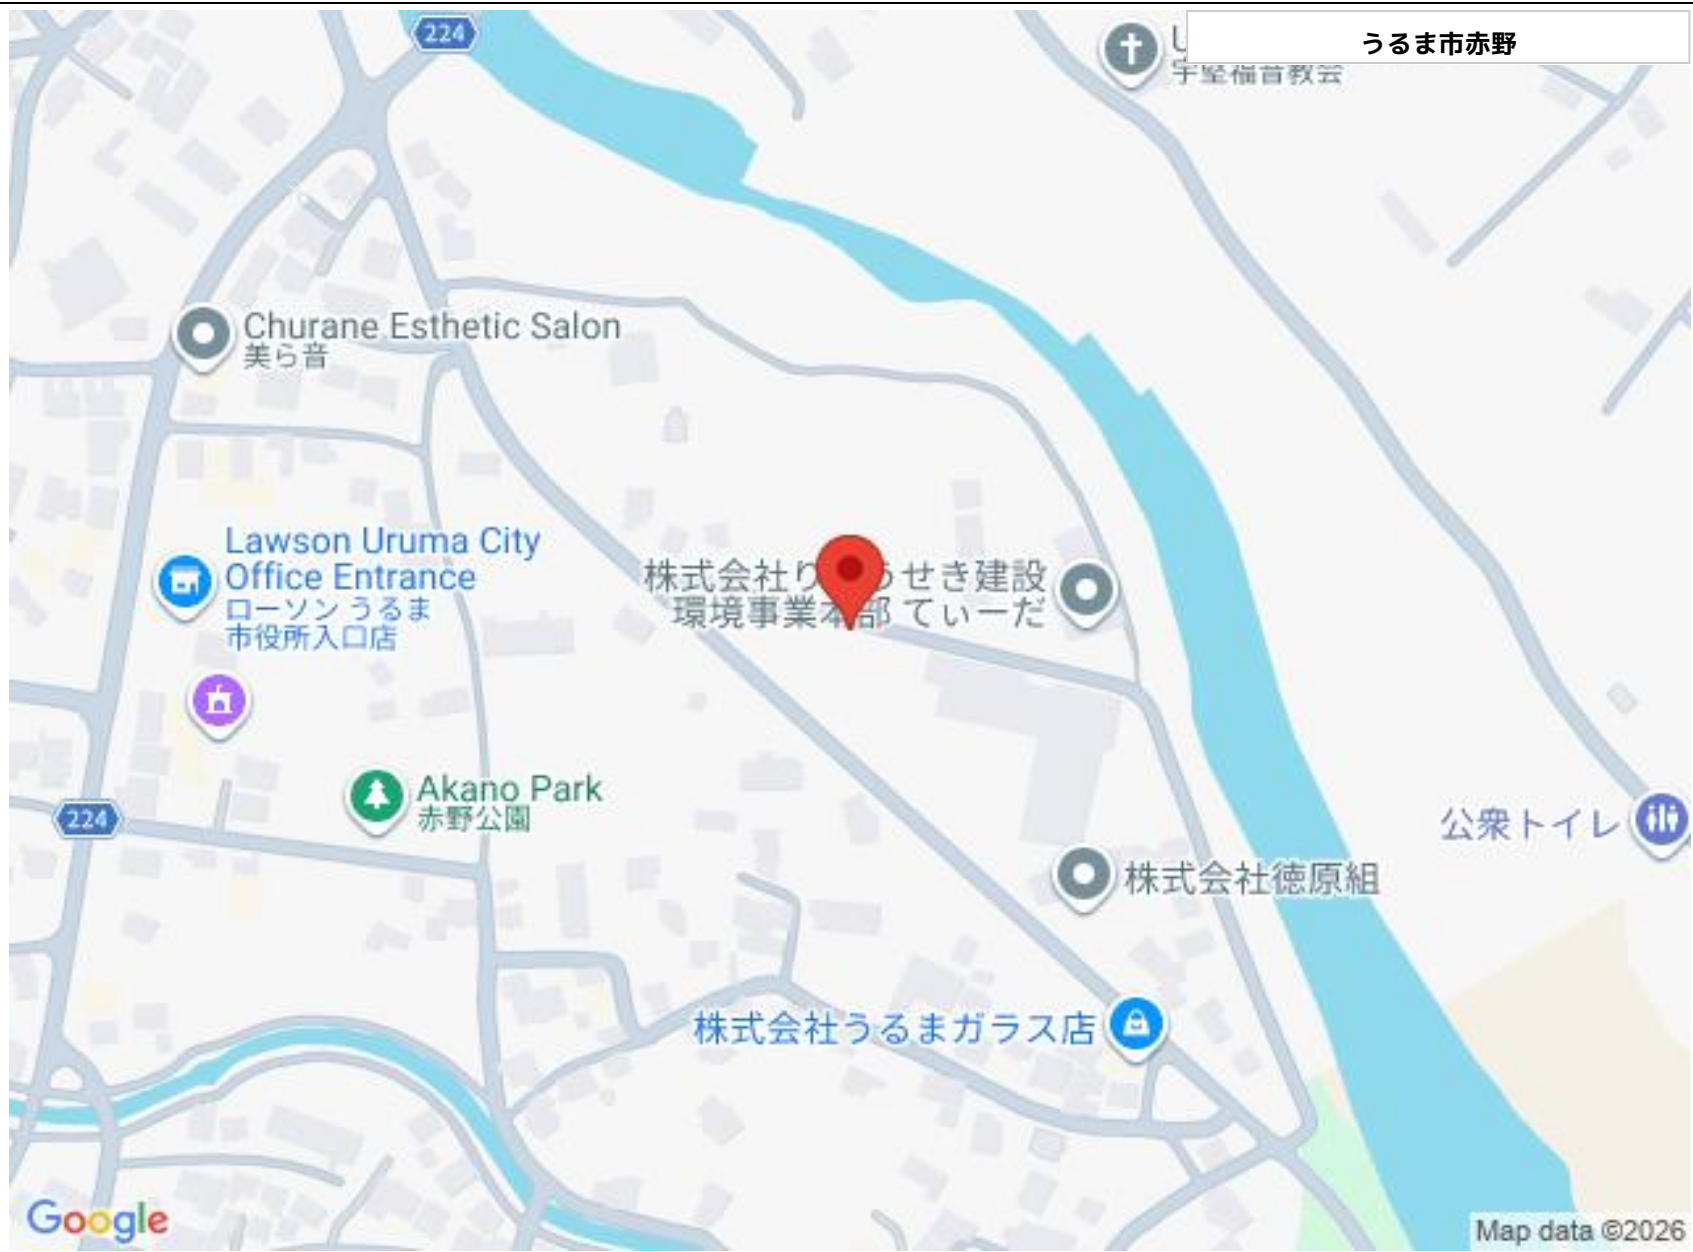 224
うるま市赤野
宇堅福音教会
Churane Esthetic Salon
美ら音
Lawson Uruma City
Office Entrance
ローソン うるま
市役所入口店
株式会社り
うせき建設
環境事業本部 てぃーだ
Akano Park
赤野公園
224
公衆トイレ
株式会社徳原組
株式会社うるまガラス店
Google
Map data ©2026